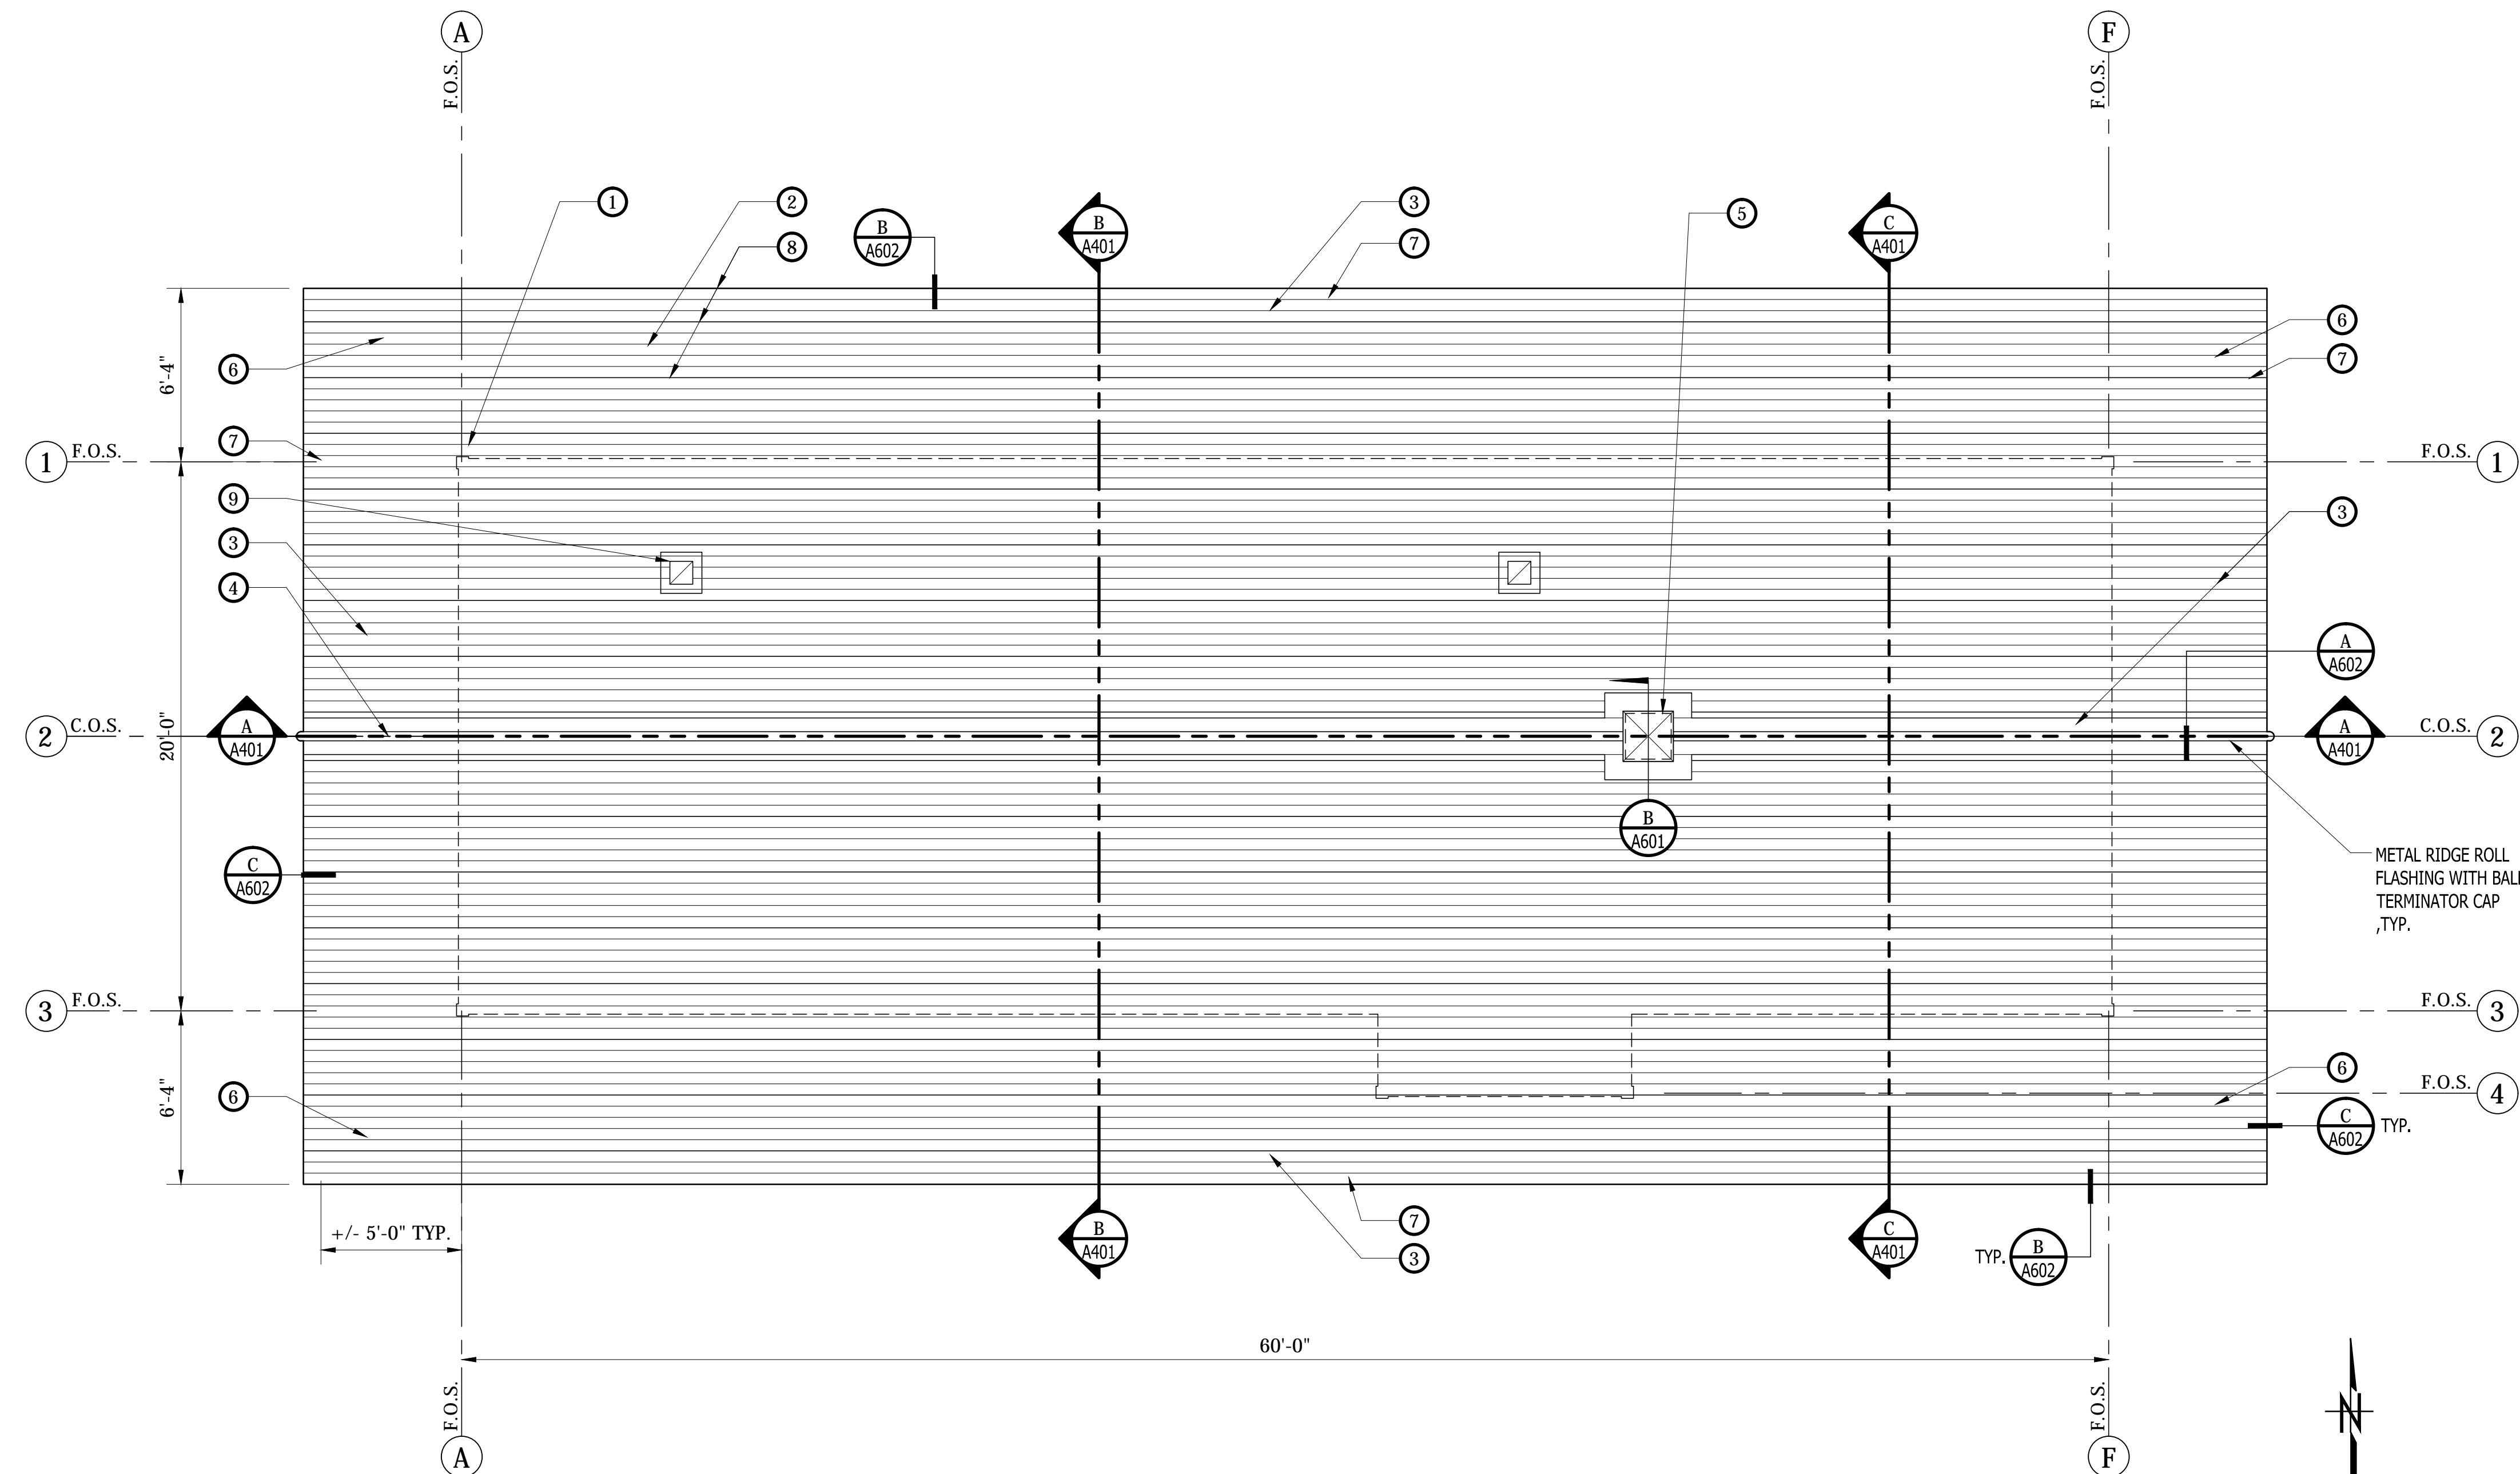 A
F
F.O.S.
F.O.S.
1
2
3
5
B
A602
B
A401
C
A401
8
7
6
6
7
6'-4"
7
1
F.O.S.
F.O.S.
1
9
3
3
4
A
A602
2
C.O.S.
20'-0"
A
A401
A
A401
C.O.S.
2
B
A601
C
A602
METAL RIDGE ROLL
FLASHING WITH BALL
TERMINATOR CAP
,TYP.
3
F.O.S.
F.O.S.
3
6'-4"
6
6
F.O.S.
4
C
A602
TYP.
+/- 5'-0" TYP.
B
A401
7
3
C
A401
TYP.
B
A602
60'-0"
N
F.O.S.
F.O.S.
A
F